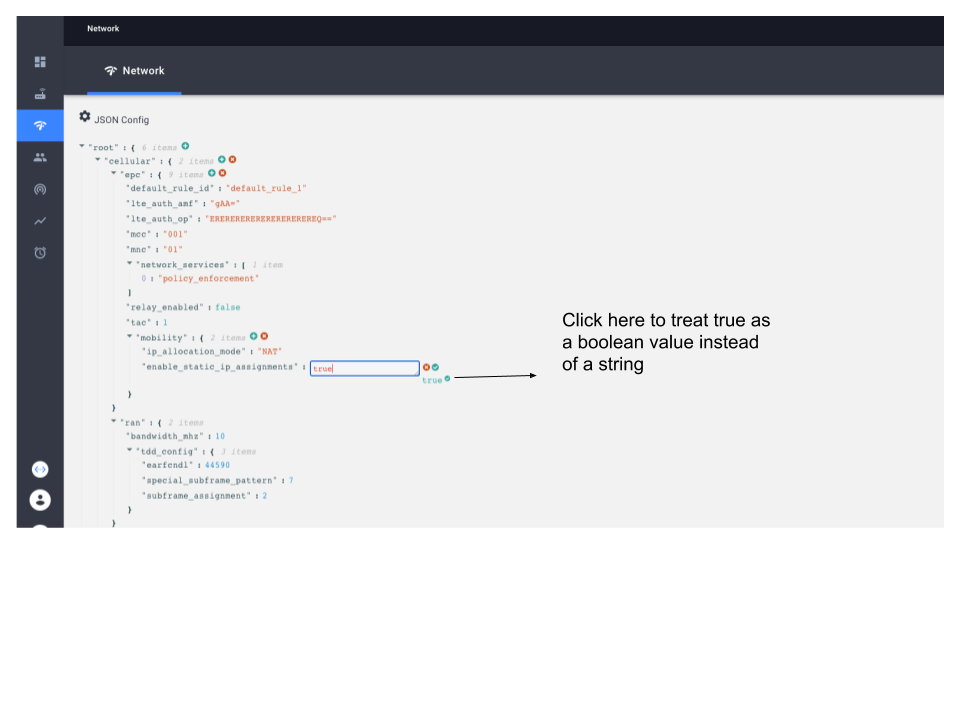 Network
Network
JSON Config
"root" : { 6 items
"cellular" : { 2 items
"epc" : { 9 items
"default_rule_id" : "default_rule_1"
"lte_auth_amf" : "gAA="
"lte_auth_op" : "EREREREREREREREREREREQ=="
"mcc" : "001"
"mnc" : "01"
"network_services" : [ 1 item
0 : "policy_enforcement"
]
"relay_enabled" : false
"tac" : 1
"mobility" : { 2 items
"ip_allocation_mode" : "NAT"
"enable_static_ip_assignments" : true
true
Click here to treat true as
a boolean value instead
of a string
}
}
"ran" : { 2 items
"bandwidth_mhz" : 10
"tdd_config" : { 3 items
"earfcndl" : 44590
"special_subframe_pattern" : 7
"subframe_assignment" : 2
}
}